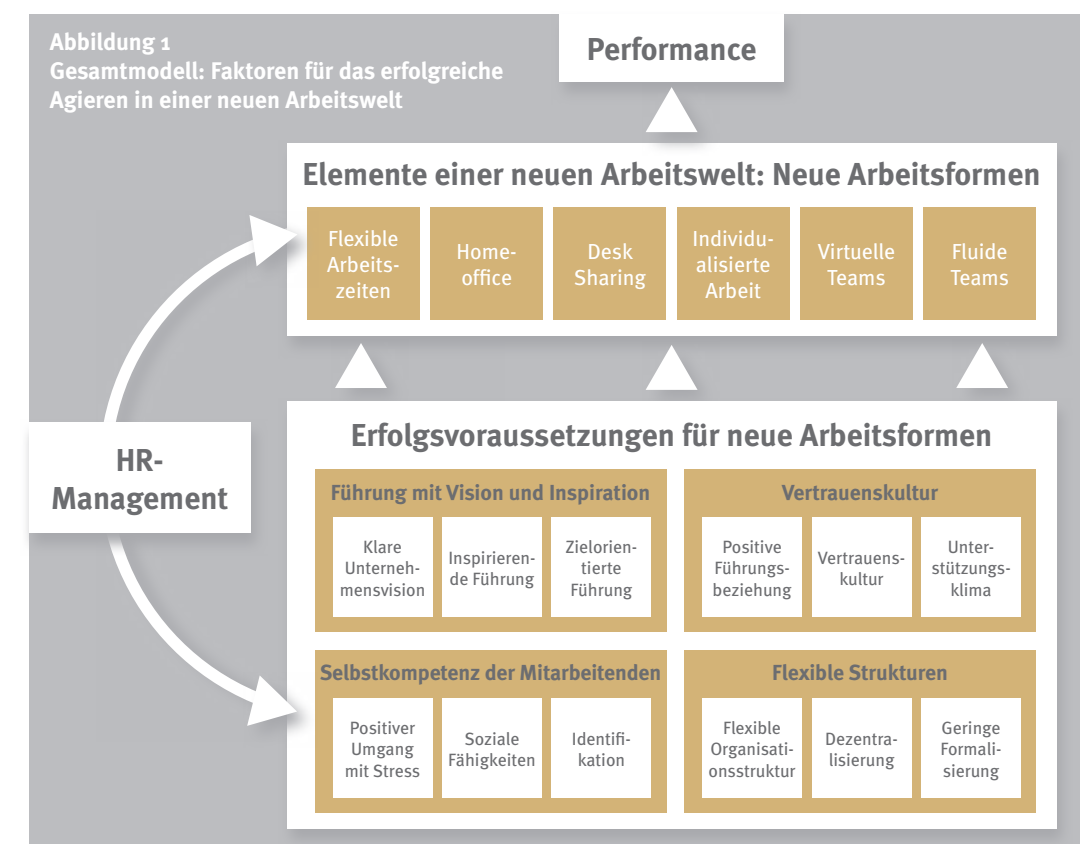 Abbildung 1
Gesamtmodell: Faktoren für das erfolgreiche
Agieren in einer neuen Arbeitswelt
Performance
Elemente einer neuen Arbeitswelt: Neue Arbeitsformen
Flexible
Arbeits-
zeiten
Home-
office
Desk
Sharing
Individu-
alisierte
Arbeit
Virtuelle
Teams
Fluide
Teams
HR-
Management
Erfolgsvoraussetzungen für neue Arbeitsformen
Führung mit Vision und Inspiration
Klare
Unterneh-
mensvision
Inspirieren-
de Führung
Zielorien-
tierte
Führung
Vertrauenskultur
Positive
Führungs-
beziehung
Vertrauens-
kultur
Unter-
stützungs-
klima
Selbstkompetenz der Mitarbeitenden
Positiver
Umgang
mit Stress
Soziale
Fähigkeiten
Identifi-
kation
Flexible Strukturen
Flexible
Organisati-
onsstruktur
Dezentra-
lisierung
Geringe
Formali-
sierung